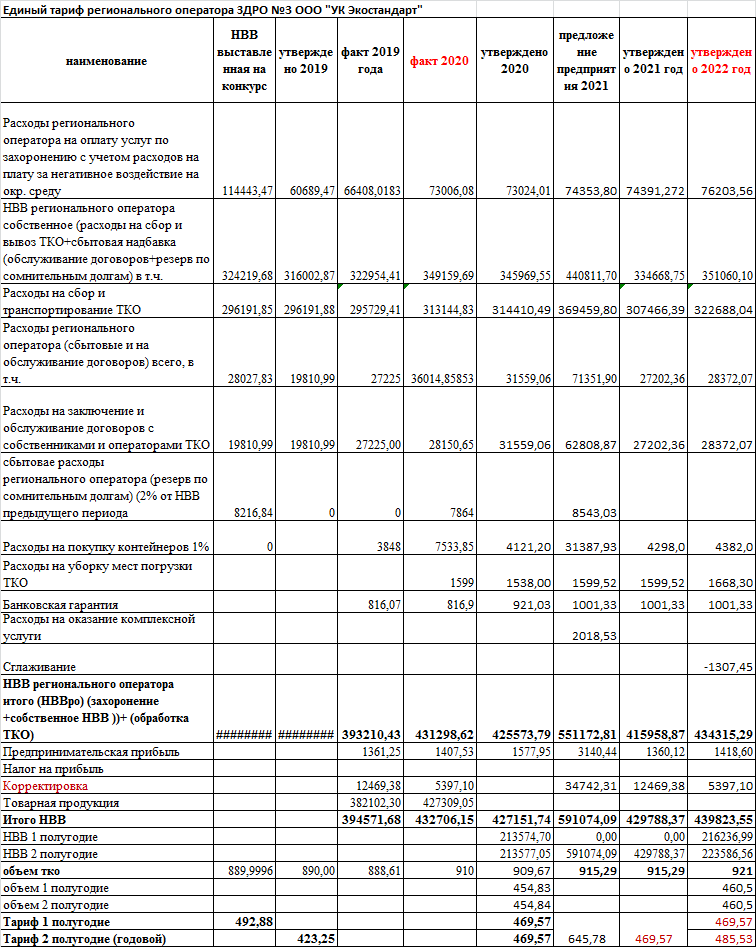 Единый тариф регионального оператора ЗДРО №3 ООО "УК Экостандарт"
наименование НВВ выставленная на конкурс утверждено 2019 факт 2019 года факт 2020 утверждено 2020 предложение предприятия 2021 утверждено 2021 год утверждено 2022 год
Расходы регионального
оператора на оплату услуг по
захоронению с учетом расходов на
плату за негативное воздействие на
окр. среду 114443,47 60689,47 66408,0183 73006,08 73024,01 74353,80 74391,272 76203,56
НВВ регионального оператора
собственное (расходы на сбор и
вывоз ТКО+сбытовая надбавка
(обслуживание договоров+резерв по
сомнительным долгам) в т.ч. 324219,68 316002,87 322954,41 349159,69 345969,55 440811,70 334668,75 351060,10
Расходы на сбор и
транспортирование ТКО 296191,85 296191,88 295729,41 313144,83 314410,49 369459,80 307466,39 322688,04
Расходы регионального
оператора (сбытовые и на
обслуживание договоров) всего, в
т.ч. 28027,83 19810,99 27225 36014,85853 31559,06 71351,90 27202,36 28372,07
Расходы на заключение и
обслуживание договоров с
собственниками и операторами ТКО 19810,99 19810,99 27225,00 28150,65 31559,06 62808,87 27202,36 28372,07
сбытовае расходы
регионального оператора (резерв по
сомнительным долгам) (2% от НВВ
предыдущего периода 8216,84 0 0 7864 8543,03
Расходы на покупку контейнеров 1% 0 3848 7533,85 4121,20 31387,93 4298,0 4382,0
Расходы на уборку мест погрузки
ТКО 1599 1538,00 1599,52 1599,52 1668,30
Банковская гарантия 816,07 816,9 921,03 1001,33 1001,33 1001,33
Расходы на оказание комплексной
услуги 2018,53
Сглаживание -1307,45
НВВ регионального оператора
итого (НВВро) (захоронение
+собственное НВВ ))+ (обработка
ТКО) ######## ######## 393210,43 431298,62 425573,79 551172,81 415958,87 434315,29
Предпринимательская прибыль 1361,25 1407,53 1577,95 3140,44 1360,12 1418,60
Налог на прибыль
Корректировка 12469,38 5397,10 34742,31 12469,38 5397,10
Товарная продукция 382102,30 427309,05
Итого НВВ 394571,68 432706,15 427151,74 591074,09 429788,37 439823,55
НВВ 1 полугодие 213574,70 0,00 0,00 216236,99
НВВ 2 полугодие 213577,05 591074,09 429788,37 223586,56
объем тко 889,9996 890,00 888,61 910 909,67 915,29 915,29 921
объем 1 полугодие 454,83 460,5
объем 2 полугодие 454,84 460,5
Тариф 1 полугодие 492,88 469,57 469,57
Тариф 2 полугодие (годовой) 423,25 469,57 645,78 469,57 485,53